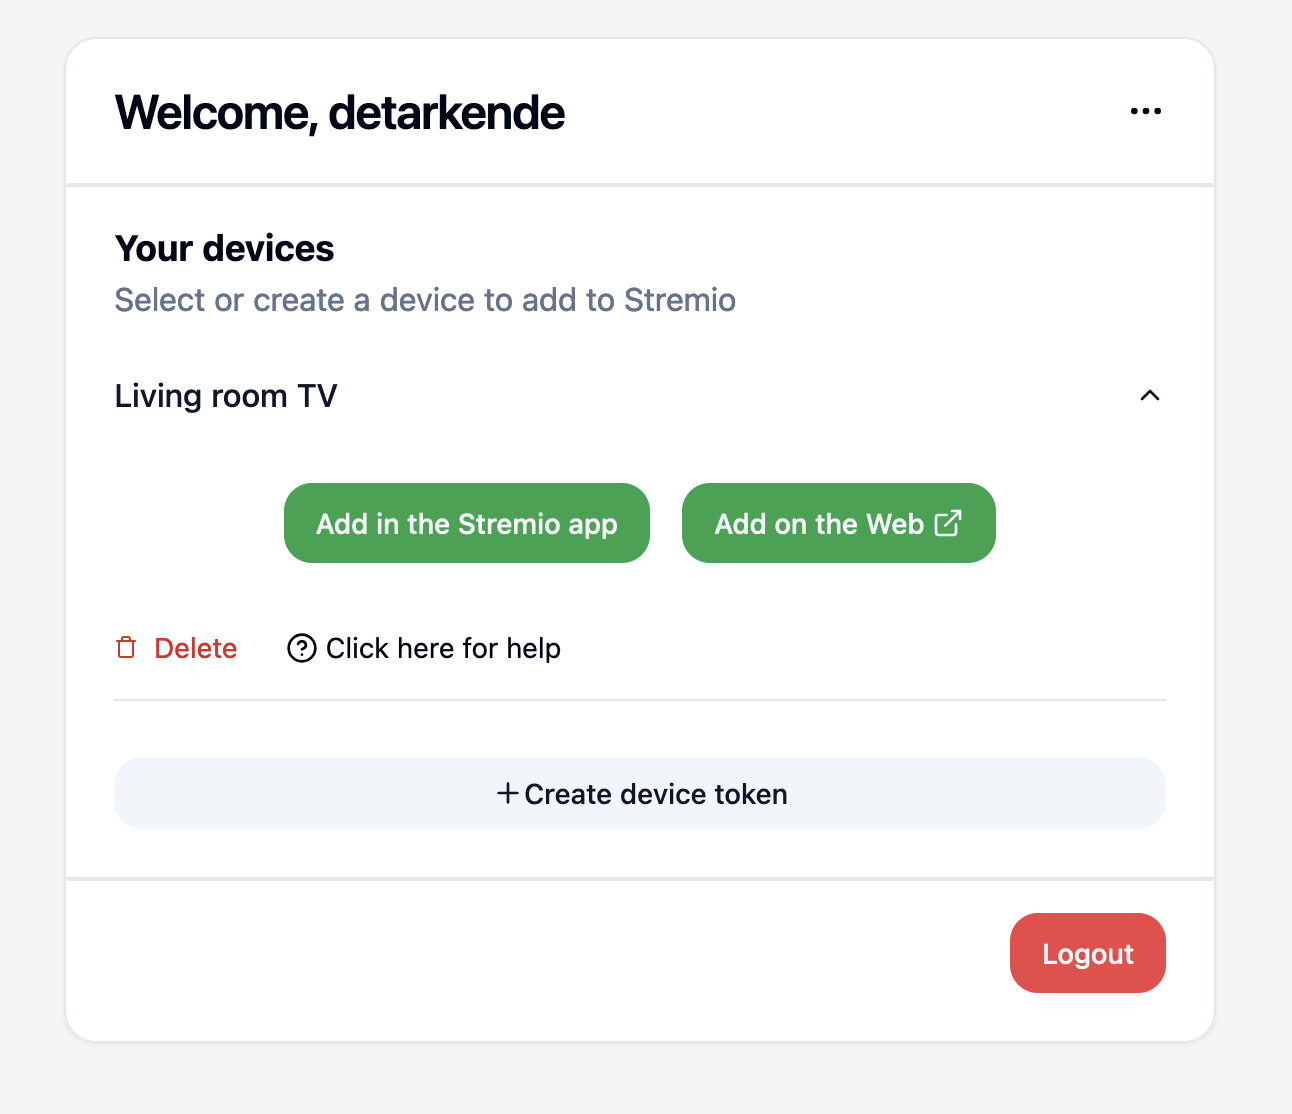 Welcome, detarkende
Your devices
Select or create a device to add to Stremio
Living room TV
Add in the Stremio app
Add on the Web
Delete
Click here for help
Create device token
Logout